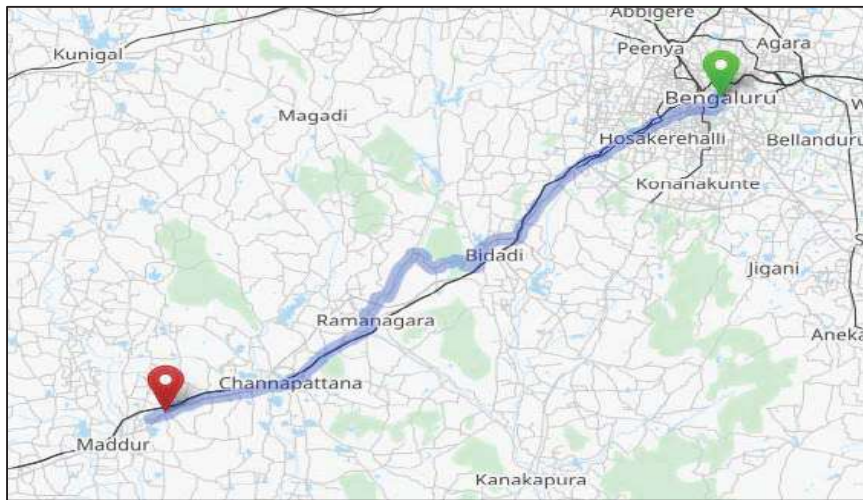 Abbigere
Kunigal
Peenya
Agara
Bengaluru
Magadi
Hosakerehalli
Bellanduru
Konanakunte
Bidadi
Jigani
Ramanagara
Aneka
Channapattana
Maddur
Kanakapura